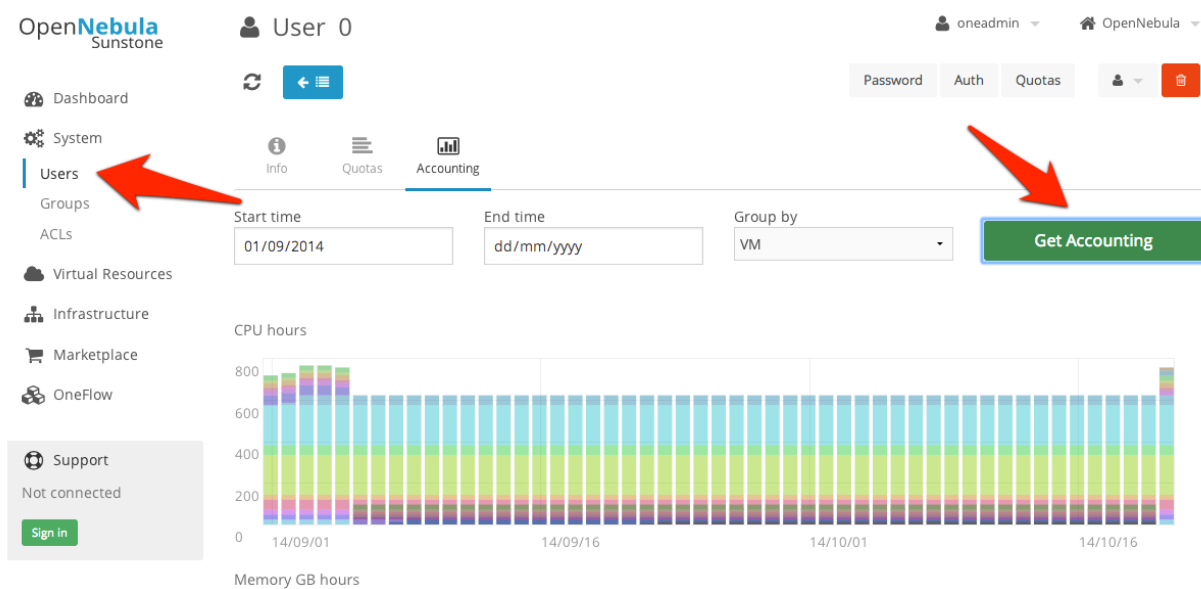 OpenNebula
Sunstone
User 0
oneadmin
OpenNebula
Password
Auth
Quotas
Dashboard
System
Users
Groups
ACLs
Virtual Resources
Infrastructure
Marketplace
OneFlow
Support
Not connected
Sign in
Info
Quotas
Accounting
Start time
End time
Group by
01/09/2014
dd/mm/yyyy
VM
Get Accounting
CPU hours
800
600
400
200
0
14/09/01
14/09/16
14/10/01
14/10/16
Memory GB hours